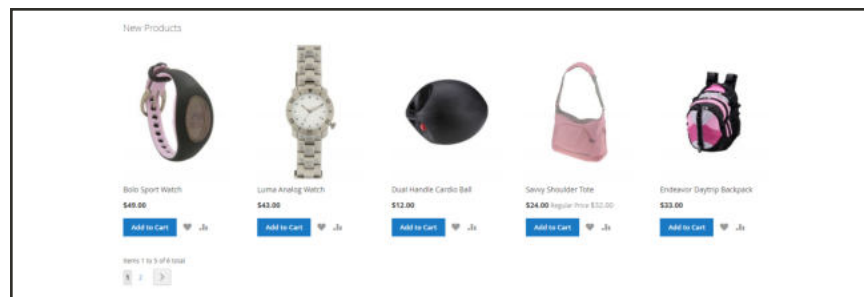 New Products
Bolo Sport Watch
Luma Analog Watch
Dual Handle Cardio Ball
Savvy Shoulder Tote
Endeavor Daytrip Backpack
$49.00
$43.00
$12.00
$24.00 Regular Price $32.00
$33.00
Add to Cart
Add to Cart
Add to Cart
Add to Cart
Add to Cart
Items 1 to 5 of 6 total
1 2